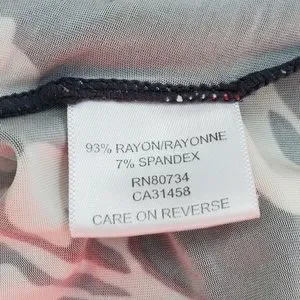 93% RAYON/RAYONNE
7% SPANDEX
RN80734
CA31458
CARE ON REVERSE